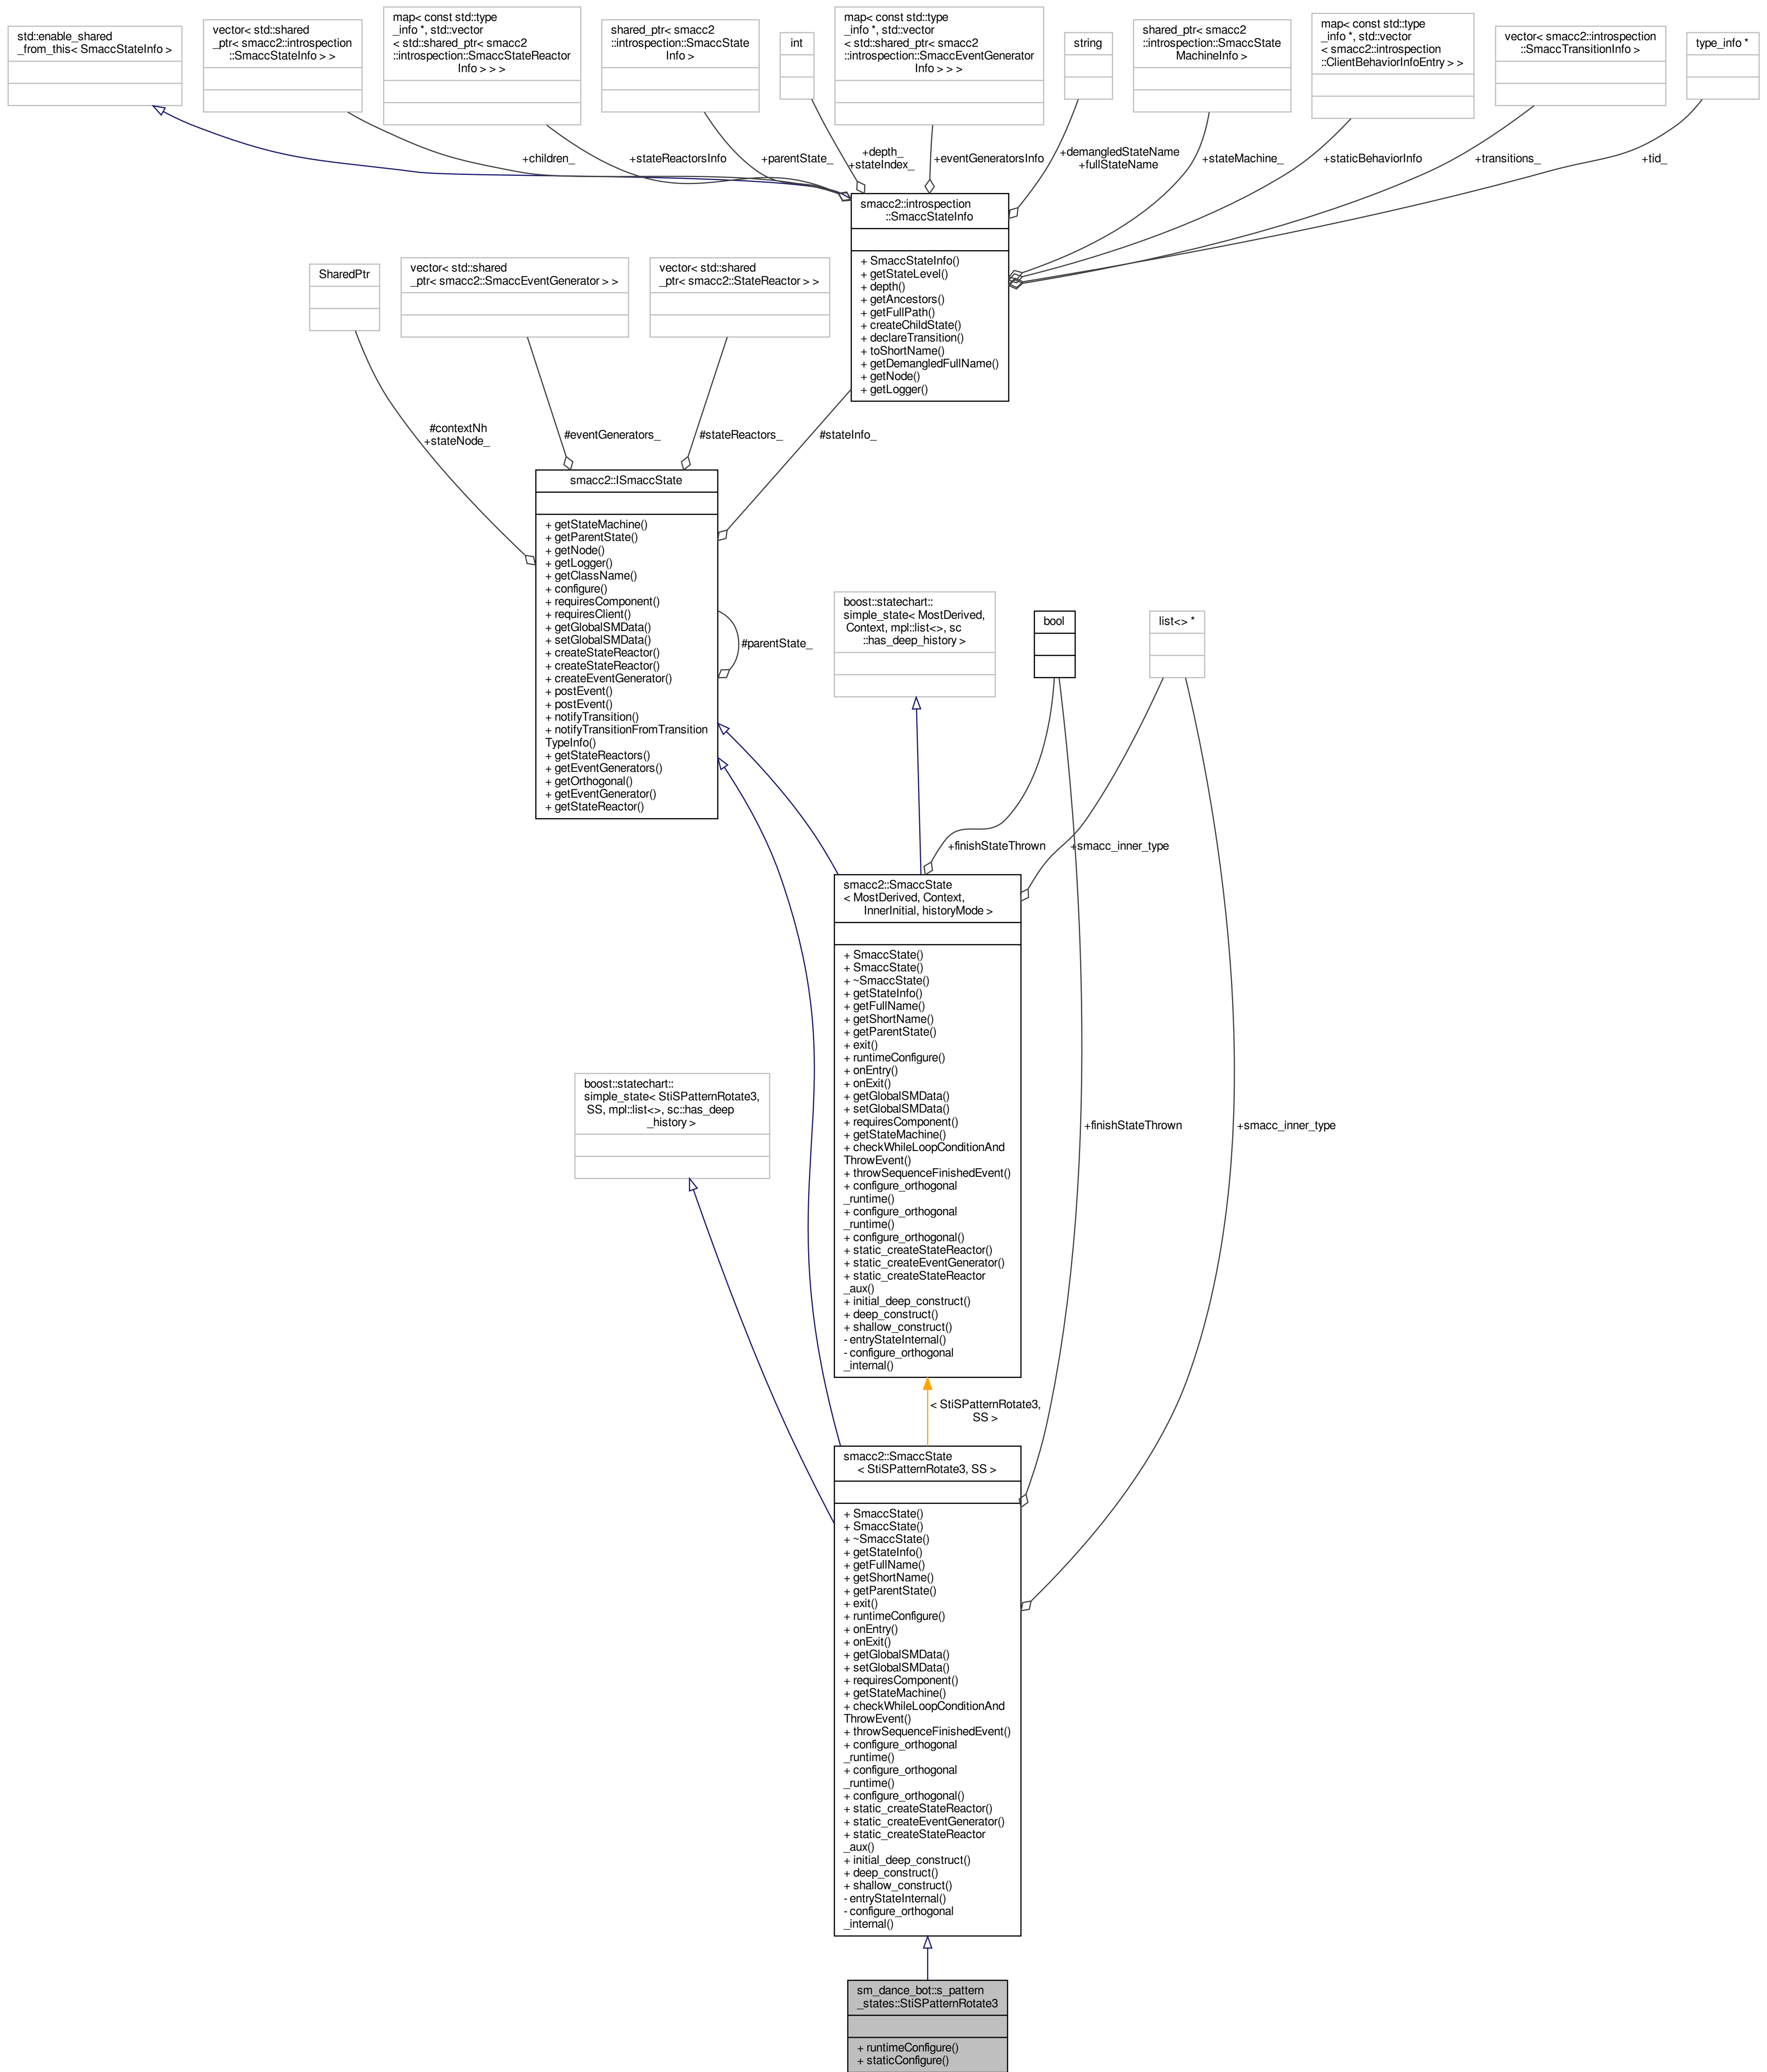 std::enable_shared
_from_this< SmaccStateInfo >
vector< std::shared
_ptr< smacc2::introspection
::SmaccStateInfo > >
map< const std::type
_info *, std::vector
< std::shared_ptr< smacc2
::introspection::SmaccStateReactor
Info > > >
shared_ptr< smacc2
::introspection::SmaccState
Info >
int
map< const std::type
_info *, std::vector
< std::shared_ptr< smacc2
::introspection::SmaccEventGenerator
Info > > >
string
shared_ptr< smacc2
::introspection::SmaccState
MachineInfo >
map< const std::type
_info *, std::vector
< smacc2::introspection
::ClientBehaviorInfoEntry > >
vector< smacc2::introspection
::SmaccTransitionInfo >
type_info *
+children_
+stateReactorsInfo
+parentState_
+depth_
+stateIndex_
+eventGeneratorsInfo
+demangledStateName
+fullStateName
+stateMachine_
+staticBehaviorInfo
+transitions_
+tid_
smacc2::introspection
::SmaccStateInfo
+ SmaccStateInfo()
+ getStateLevel()
+ depth()
+ getAncestors()
+ getFullPath()
+ createChildState()
+ declareTransition()
+ toShortName()
+ getDemangledFullName()
+ getNode()
+ getLogger()
SharedPtr
vector< std::shared
_ptr< smacc2::SmaccEventGenerator > >
vector< std::shared
_ptr< smacc2::StateReactor > >
#contextNh
+stateNode_
#eventGenerators_
#stateReactors_
#stateInfo_
smacc2::ISmaccState
+ getStateMachine()
+ getParentState()
+ getNode()
+ getLogger()
+ getClassName()
+ configure()
+ requiresComponent()
+ requiresClient()
+ getGlobalSMData()
+ setGlobalSMData()
+ createStateReactor()
+ createStateReactor()
+ createEventGenerator()
+ postEvent()
+ postEvent()
+ notifyTransition()
+ notifyTransitionFromTransition
TypeInfo()
+ getStateReactors()
+ getEventGenerators()
+ getOrthogonal()
+ getEventGenerator()
+ getStateReactor()
#parentState_
boost::statechart::
simple_state< MostDerived,
Context, mpl::list<>, sc
::has_deep_history >
bool
list<> *
+finishStateThrown
+smacc_inner_type
smacc2::SmaccState
< MostDerived, Context,
InnerInitial, historyMode >
+ SmaccState()
+ SmaccState()
+ ~SmaccState()
+ getStateInfo()
+ getFullName()
+ getShortName()
+ getParentState()
+ exit()
+ runtimeConfigure()
+ onEntry()
+ onExit()
+ getGlobalSMData()
+ setGlobalSMData()
+ requiresComponent()
+ getStateMachine()
+ checkWhileLoopConditionAnd
ThrowEvent()
+ throwSequenceFinishedEvent()
+ configure_orthogonal
_runtime()
+ configure_orthogonal
_runtime()
+ configure_orthogonal()
+ static_createStateReactor()
+ static_createEventGenerator()
+ static_createStateReactor
_aux()
+ initial_deep_construct()
+ deep_construct()
+ shallow_construct()
- entryStateInternal()
- configure_orthogonal
_internal()
boost::statechart::
simple_state< StiSPatternRotate3,
SS, mpl::list<>, sc::has_deep
_history >
+finishStateThrown
+smacc_inner_type
< StiSPatternRotate3,
SS >
smacc2::SmaccState
< StiSPatternRotate3, SS >
+ SmaccState()
+ SmaccState()
+ ~SmaccState()
+ getStateInfo()
+ getFullName()
+ getShortName()
+ getParentState()
+ exit()
+ runtimeConfigure()
+ onEntry()
+ onExit()
+ getGlobalSMData()
+ setGlobalSMData()
+ requiresComponent()
+ getStateMachine()
+ checkWhileLoopConditionAnd
ThrowEvent()
+ throwSequenceFinishedEvent()
+ configure_orthogonal
_runtime()
+ configure_orthogonal
_runtime()
+ configure_orthogonal()
+ static_createStateReactor()
+ static_createEventGenerator()
+ static_createStateReactor
_aux()
+ initial_deep_construct()
+ deep_construct()
+ shallow_construct()
- entryStateInternal()
- configure_orthogonal
_internal()
sm_dance_bot::s_pattern
_states::StiSPatternRotate3
+ runtimeConfigure()
+ staticConfigure()